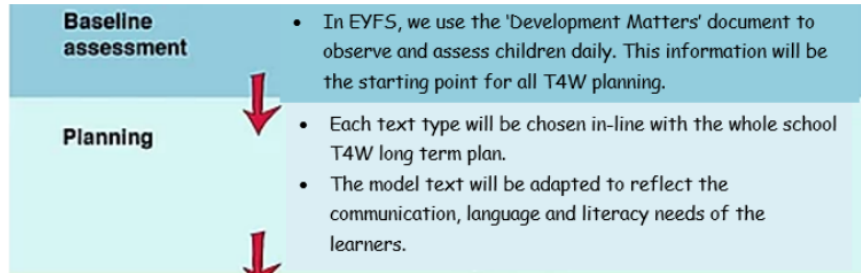 Baseline
assessment
• In EYFS, we use the 'Development Matters' document to
observe and assess children daily. This information will be
the starting point for all T4W planning.
Planning
• Each text type will be chosen in-line with the whole school
T4W long term plan.
• The model text will be adapted to reflect the
communication, language and literacy needs of the
learners.